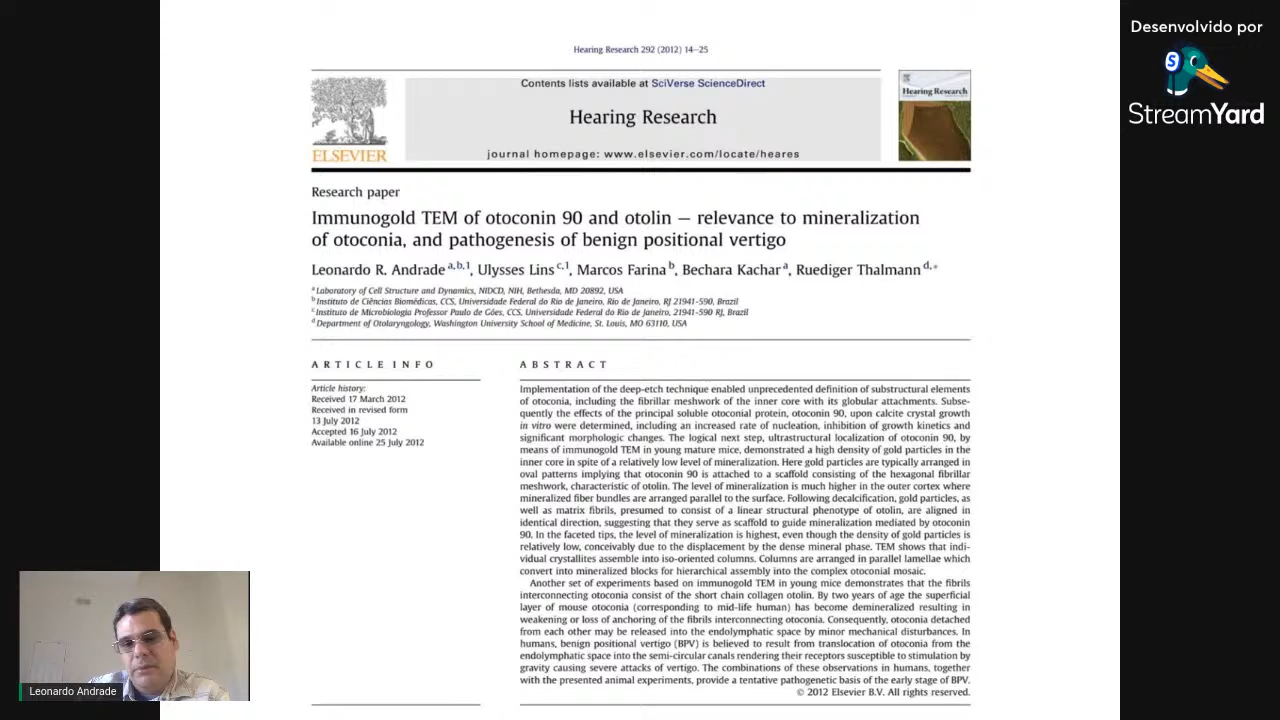 Desenvolvido por
S
StreamYard
Hearing Research 292 (2012) 14–25
Contents lists available at SciVerse ScienceDirect
Hearing Research
journal homepage: www.elsevier.com/locate/heares
ELSEVIER
Hearing Research
Research paper
Immunogold TEM of otoconin 90 and otolin – relevance to mineralization
of otoconia, and pathogenesis of benign positional vertigo
Leonardo R. Andrade a,b,1, Ulysses Lins c,1, Marcos Farina b, Bechara Kachar a, Ruediger Thalmann d,*
a Laboratory of Cell Structure and Dynamics, NIDCD, NIH, Bethesda, MD 20892, USA
b Instituto de Ciências Biomédicas, CCS, Universidade Federal do Rio de Janeiro, Rio de Janeiro, RJ 21941-590, Brazil
c Instituto de Microbiologia Professor Paulo de Góes, CCS, Universidade Federal do Rio de Janeiro, 21941-590 RJ, Brazil
d Department of Otolaryngology, Washington University School of Medicine, St. Louis, MO 63110, USA
ARTICLE INFO
Article history:
Received 17 March 2012
Received in revised form
13 July 2012
Accepted 16 July 2012
Available online 25 July 2012
ABSTRACT
Implementation of the deep-etch technique enabled unprecedented definition of substructural elements
of otoconia, including the fibrillar meshwork of the inner core with its globular attachments. Subse-
quently the effects of the principal soluble otoconial protein, otoconin 90, upon calcite crystal growth
in vitro were determined, including an increased rate of nucleation, inhibition of growth kinetics and
significant morphologic changes. The logical next step, ultrastructural localization of otoconin 90, by
means of immunogold TEM in young mature mice, demonstrated a high density of gold particles in the
inner core in spite of a relatively low level of mineralization. Here gold particles are typically arranged in
oval patterns implying that otoconin 90 is attached to a scaffold consisting of the hexagonal fibrillar
meshwork, characteristic of otolin. The level of mineralization is much higher in the outer cortex where
mineralized fiber bundles are arranged parallel to the surface. Following decalcification, gold particles, as
well as matrix fibrils, presumed to consist of a linear structural phenotype of otolin, are aligned in
identical direction, suggesting that they serve as scaffold to guide mineralization mediated by otoconin
90. In the faceted tips, the level of mineralization is highest, even though the density of gold particles is
relatively low, conceivably due to the displacement by the dense mineral phase. TEM shows that indi-
vidual crystallites assemble into iso-oriented columns. Columns are arranged in parallel lamellae which
convert into mineralized blocks for hierarchical assembly into the complex otoconial mosaic.
Another set of experiments based on immunogold TEM in young mice demonstrates that the fibrils
interconnecting otoconia consist of the short chain collagen otolin. By two years of age the superficial
layer of mouse otoconia (corresponding to mid-life human) has become demineralized resulting in
weakening or loss of anchoring of the fibrils interconnecting otoconia. Consequently, otoconia detached
from each other may be released into the endolymphatic space by minor mechanical disturbances. In
humans, benign positional vertigo (BPV) is believed to result from translocation of otoconia from the
endolymphatic space into the semi-circular canals rendering their receptors susceptible to stimulation by
gravity causing severe attacks of vertigo. The combinations of these observations in humans, together
with the presented animal experiments, provide a tentative pathogenetic basis of the early stage of BPV.
© 2012 Elsevier B.V. All rights reserved.
Leonardo Andrade